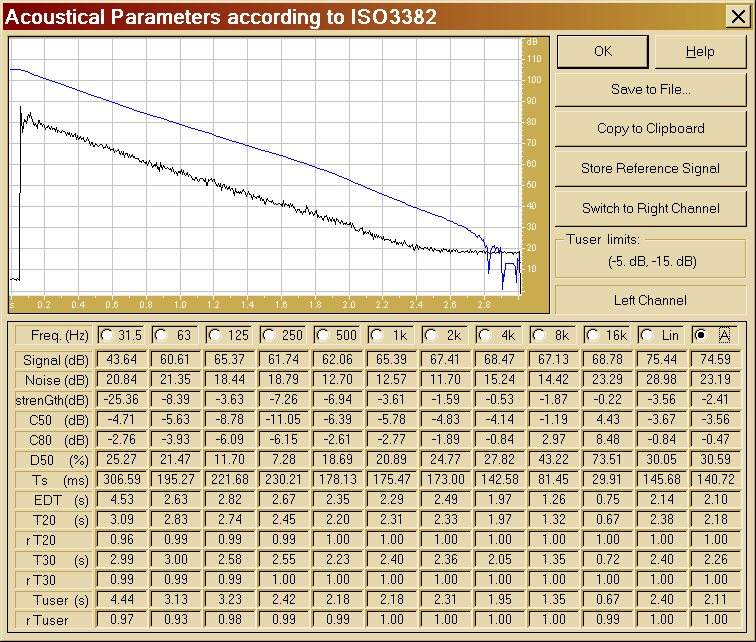 Acoustical Parameters according to ISO3382
dB
110
100
90
80
70
60
50
40
30
20
10
s 0.2 0.4 0.6 0.8 1.0 1.2 1.4 1.6 1.8 2.0 2.2 2.4 2.6 2.8
OK Help
Save to File...
Copy to Clipboard
Store Reference Signal
Switch to Right Channel
Tuser limits:
(-5. dB, -15. dB)
Left Channel
Freq. (Hz) 31.5 63 125 250 500 1k 2k 4k 8k 16k Lin A
Signal (dB) 43.64 60.61 65.37 61.74 62.06 65.39 67.41 68.47 67.13 68.78 75.44 74.59
Noise (dB) 20.84 21.35 18.44 18.79 12.70 12.57 11.70 15.24 14.42 23.29 28.98 23.19
strenGth(dB) -25.36 -8.39 -3.63 -7.26 -6.94 -3.61 -1.59 -0.53 -1.87 -0.22 -3.56 -2.41
C50 (dB) -4.71 -5.63 -8.78 -11.05 -6.39 -5.78 -4.83 -4.14 -1.19 4.43 -3.67 -3.56
C80 (dB) -2.76 -3.93 -6.09 -6.15 -2.61 -2.77 -1.89 -0.84 2.97 8.48 -0.84 -0.47
D50 (%) 25.27 21.47 11.70 7.28 18.69 20.89 24.77 27.82 43.22 73.51 30.05 30.59
Ts (ms) 306.59 195.27 221.68 230.21 178.13 175.47 173.00 142.58 81.45 29.91 145.68 140.72
EDT (s) 4.53 2.63 2.82 2.67 2.35 2.29 2.49 1.97 1.26 0.75 2.14 2.10
T20 (s) 3.09 2.83 2.74 2.45 2.20 2.31 2.33 1.97 1.32 0.67 2.38 2.18
r T20 0.96 0.99 0.99 0.99 1.00 1.00 1.00 1.00 1.00 1.00 1.00 1.00
T30 (s) 2.99 3.00 2.58 2.55 2.23 2.40 2.36 2.05 1.35 0.72 2.40 2.26
r T30 0.99 0.99 0.99 1.00 1.00 1.00 1.00 1.00 1.00 1.00 1.00 1.00
Tuser (s) 4.44 3.13 3.23 2.42 2.18 2.18 2.31 1.95 1.35 0.67 2.40 2.11
r Tuser 0.97 0.93 0.98 0.99 0.99 1.00 1.00 1.00 1.00 1.00 1.00 1.00